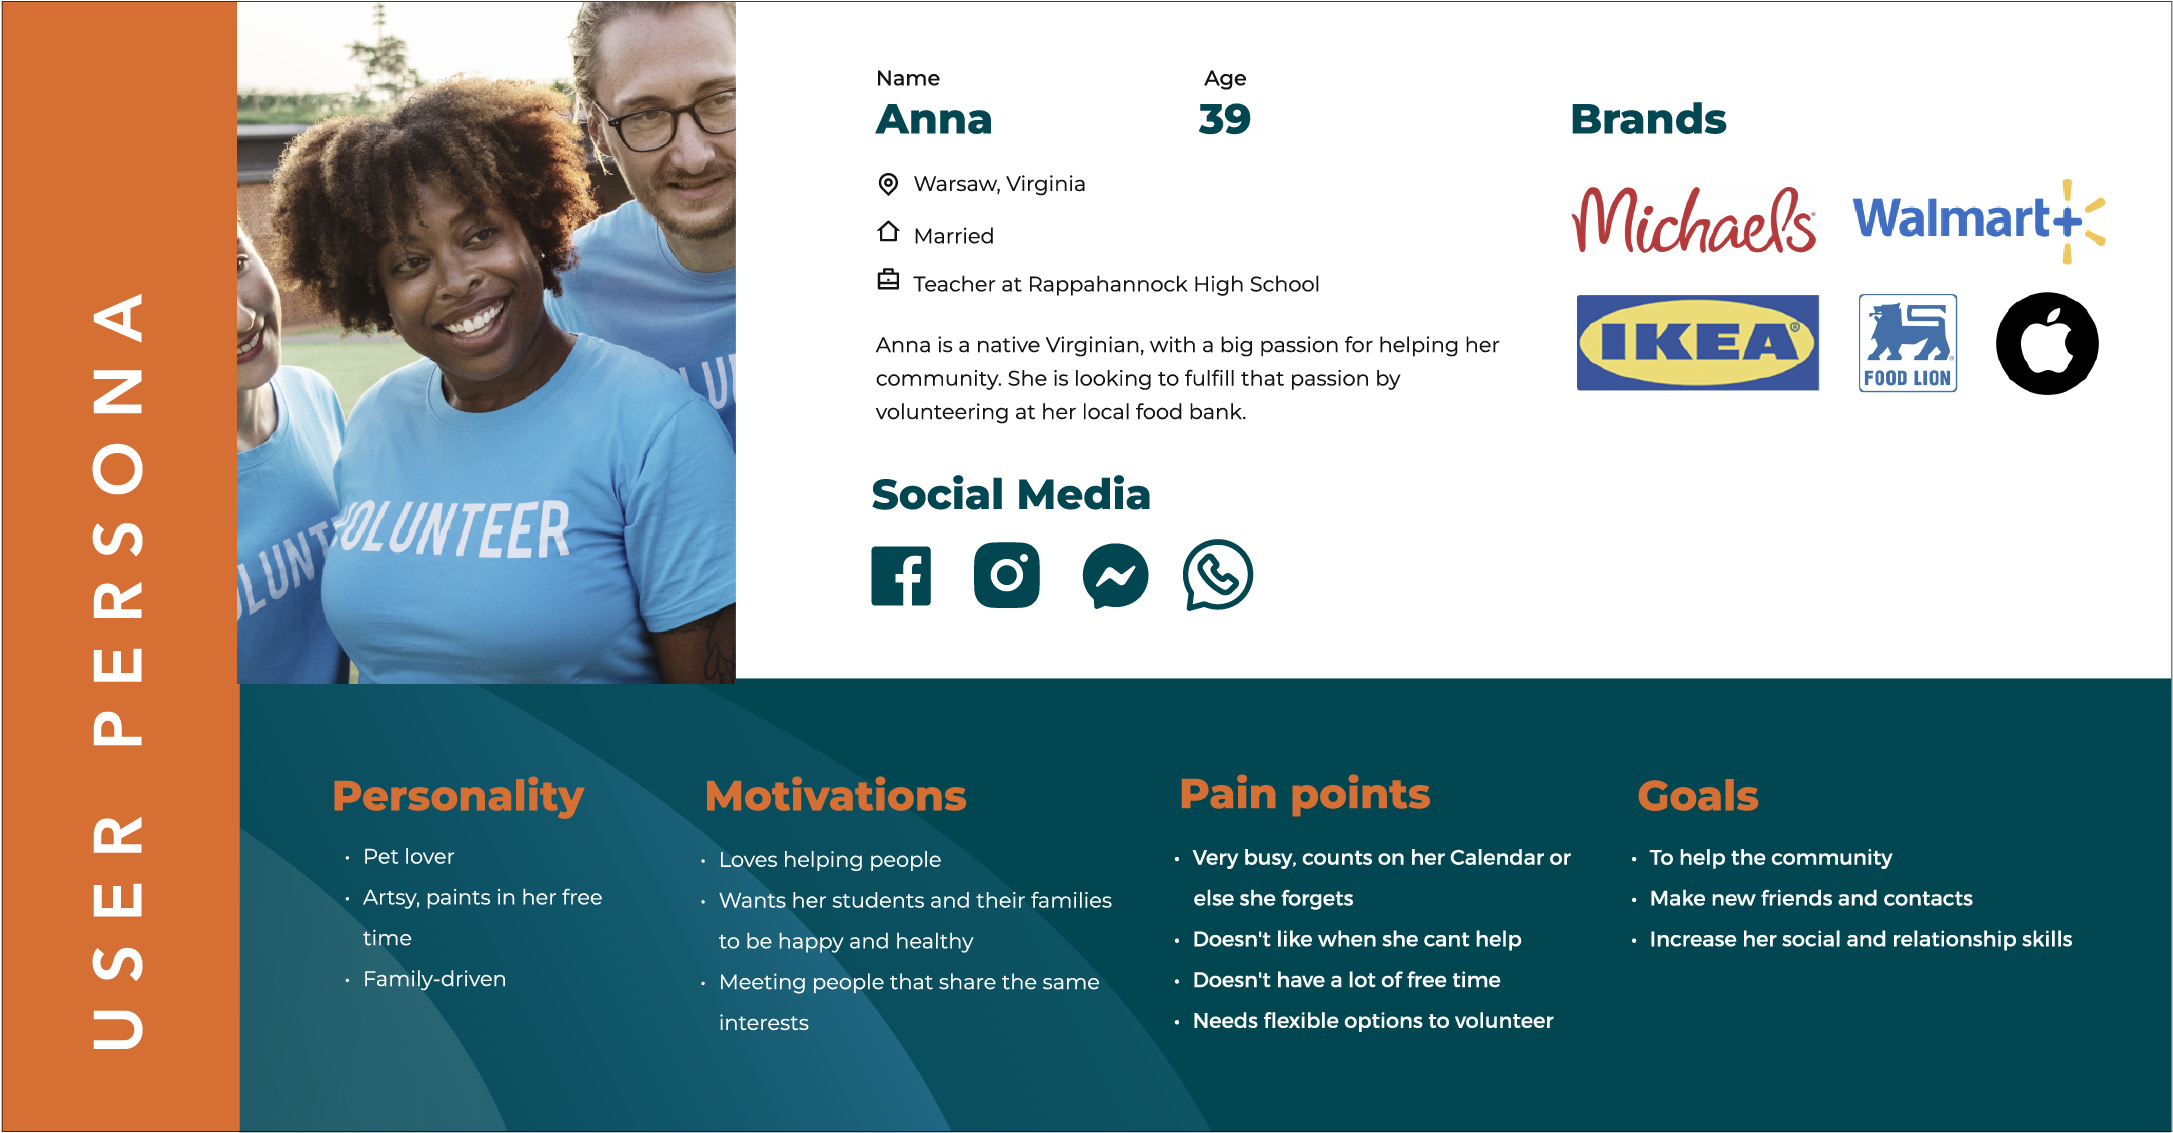 USER PERSONA
VOLUNTEER
LUNT
LU
Name
Anna
Age
39
Warsaw, Virginia
Married
Teacher at Rappahannock High School
Anna is a native Virginian, with a big passion for helping her
community. She is looking to fulfill that passion by
volunteering at her local food bank.
Social Media
Brands
Michaels
Walmart+
IKEA®
FOOD LION
Personality
• Pet lover
• Artsy, paints in her free
time
• Family-driven
Motivations
• Loves helping people
• Wants her students and their families
to be happy and healthy
• Meeting people that share the same
interests
Pain points
• Very busy, counts on her Calendar or
else she forgets
• Doesn't like when she cant help
• Doesn't have a lot of free time
• Needs flexible options to volunteer
Goals
• To help the community
• Make new friends and contacts
• Increase her social and relationship skills